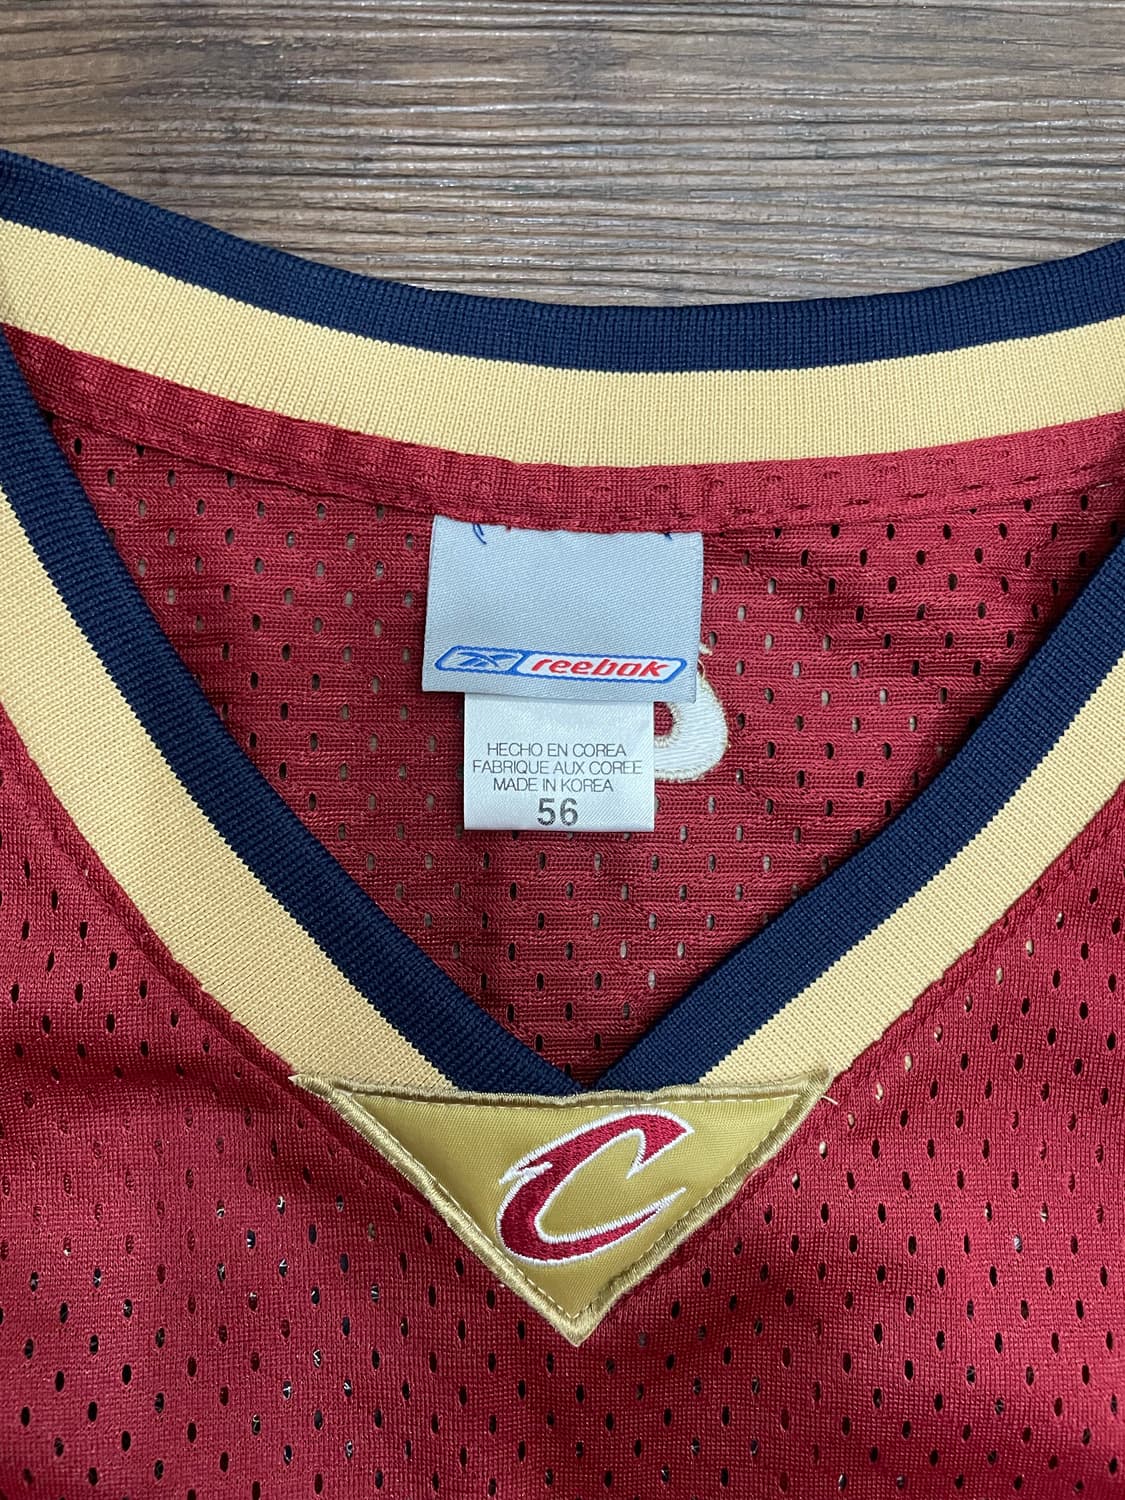 reebok
HECHO EN COREA
FABRIQUE AUX COREE
MADE IN KOREA
56
C